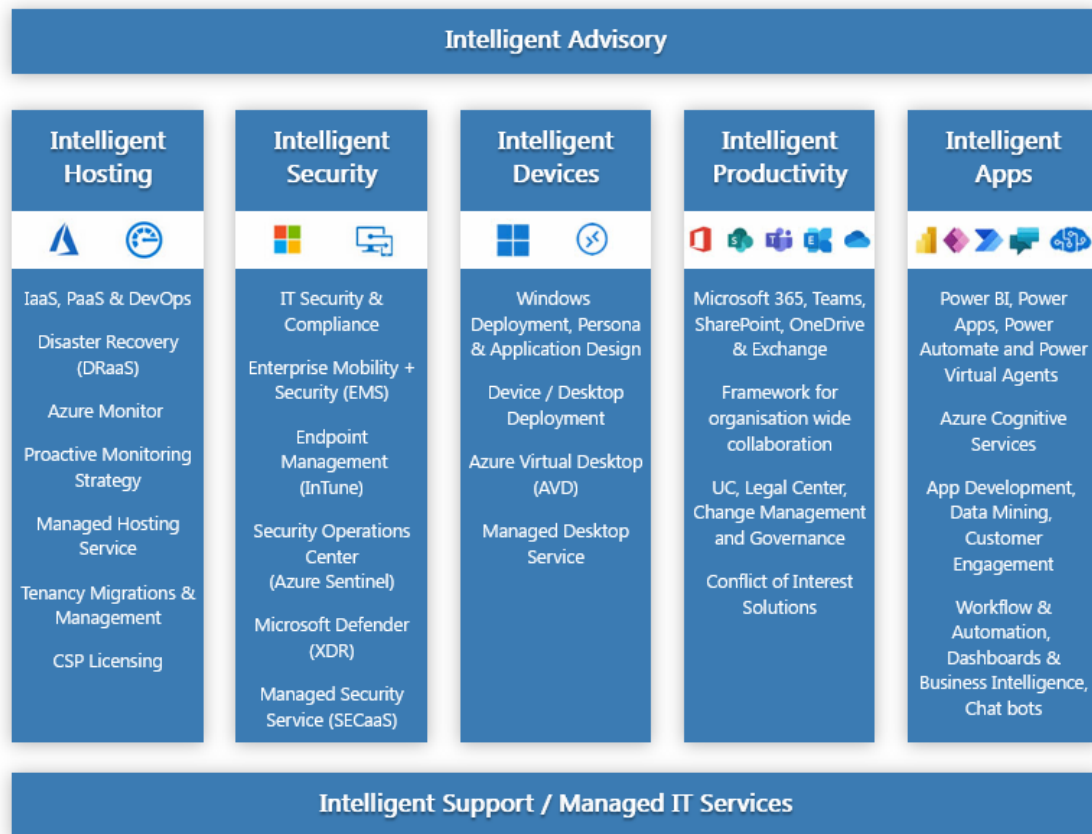 Intelligent Advisory
Intelligent
Hosting
IaaS, PaaS & DevOps
Disaster Recovery
(DRaaS)
Azure Monitor
Proactive Monitoring
Strategy
Managed Hosting
Service
Tenancy Migrations &
Management
CSP Licensing
Intelligent
Security
IT Security &
Compliance
Enterprise Mobility +
Security (EMS)
Endpoint
Management
(InTune)
Security Operations
Center
(Azure Sentinel)
Microsoft Defender
(XDR)
Managed Security
Service (SECaaS)
Intelligent
Devices
Windows
Deployment, Persona
& Application Design
Device / Desktop
Deployment
Azure Virtual Desktop
(AVD)
Managed Desktop
Service
Intelligent
Productivity
S
T
E
Microsoft 365, Teams,
SharePoint, OneDrive
& Exchange
Framework for
organisation wide
collaboration
UC, Legal Center,
Change Management
and Governance
Conflict of Interest
Solutions
Intelligent
Apps
Power BI, Power
Apps, Power
Automate and Power
Virtual Agents
Azure Cognitive
Services
App Development,
Data Mining,
Customer
Engagement
Workflow &
Automation,
Dashboards &
Business Intelligence,
Chat bots
Intelligent Support / Managed IT Services